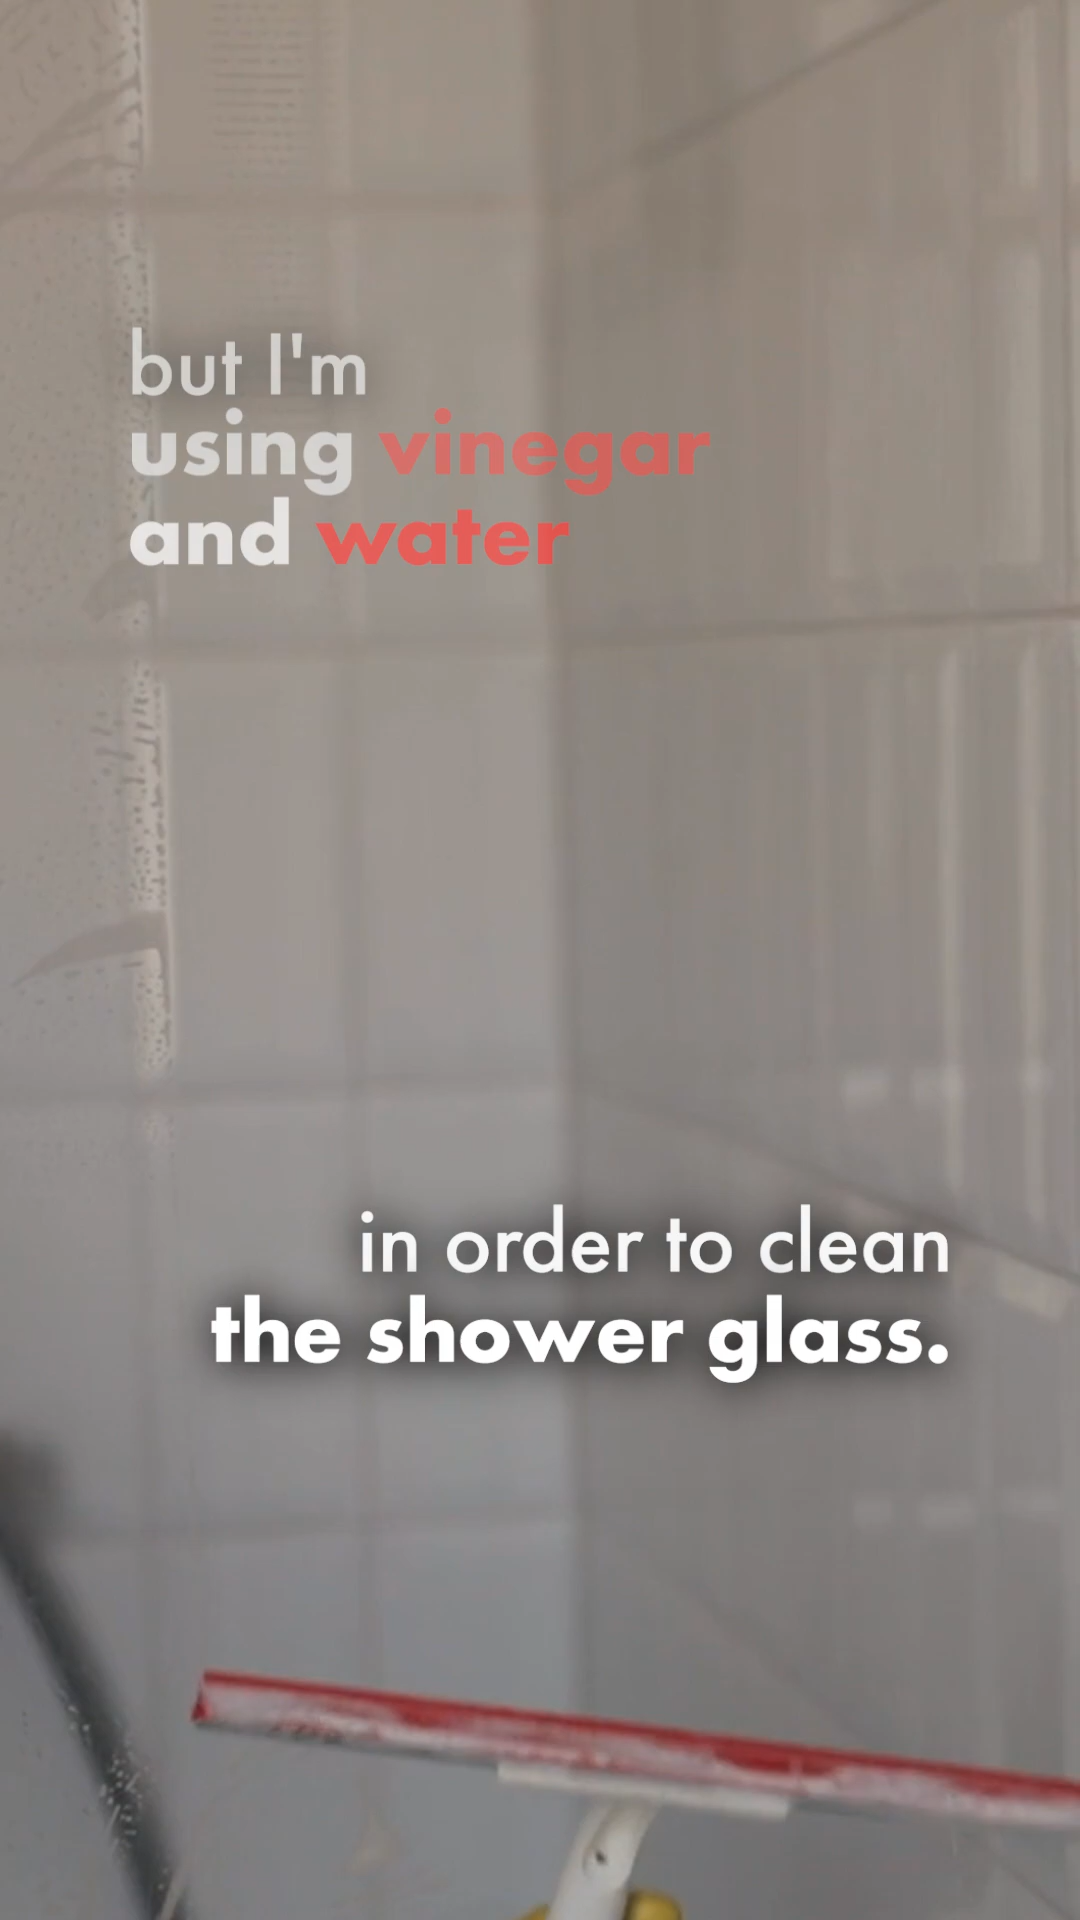 but I'm
using vinegar
and water
in order to clean
the shower glass.